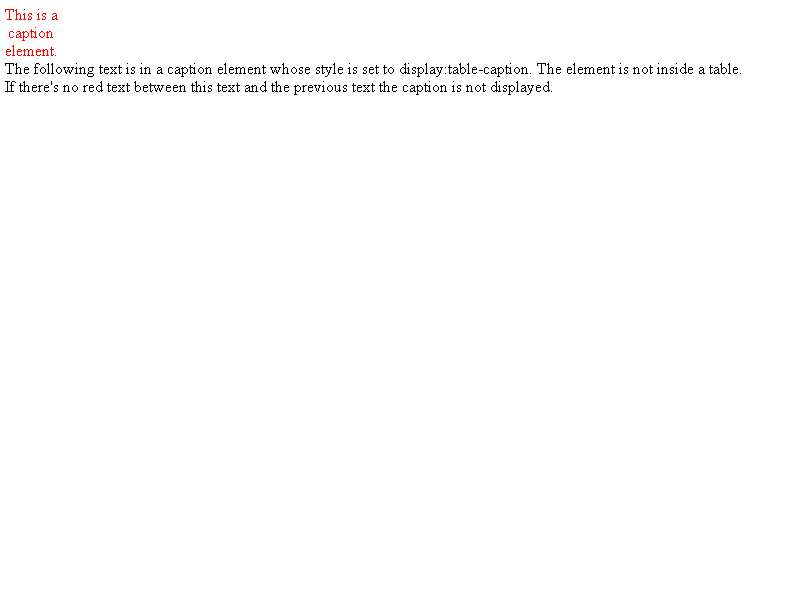 This is a
caption
element.
The following text is in a caption element whose style is set to display:table-caption. The element is not inside a table.
If there's no red text between this text and the previous text the caption is not displayed.